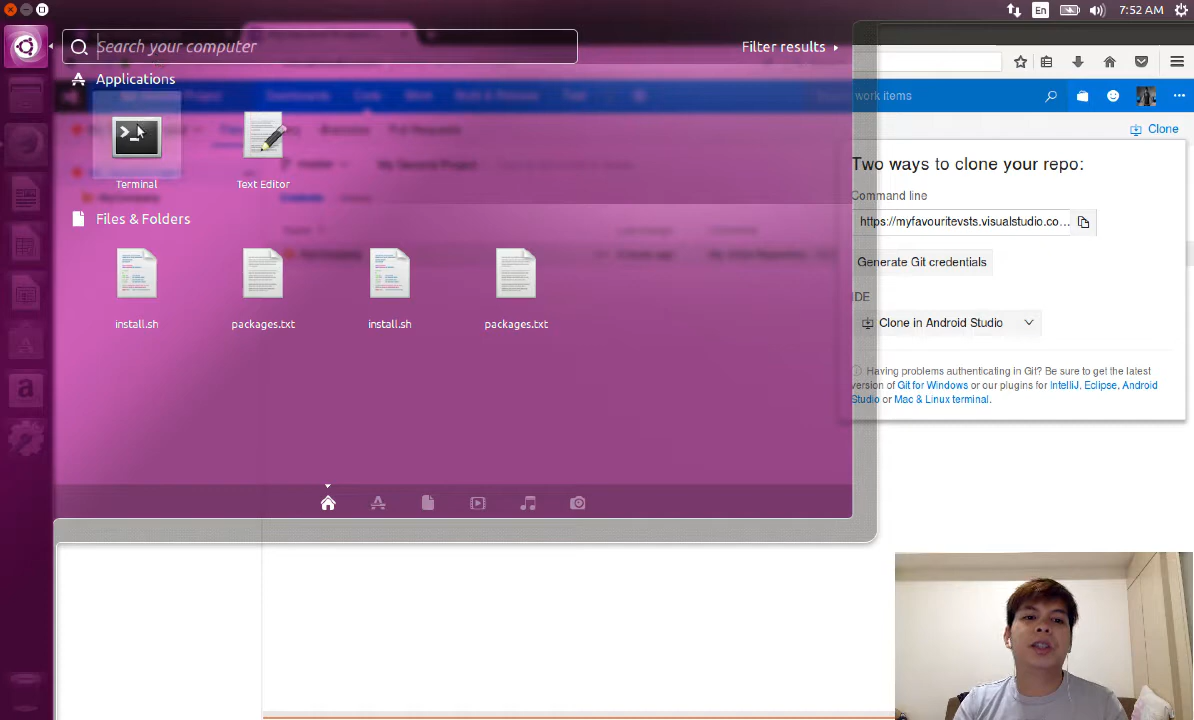 En
7:52 AM
Search your computer
Filter results
Applications
Terminal
Text Editor
Files & Folders
install.sh
packages.txt
install.sh
packages.txt
work items
Clone
Two ways to clone your repo:
Command line
https://myfavouritevsts.visualstudio.co...
Generate Git credentials
IDE
Clone in Android Studio
Having problems authenticating in Git? Be sure to get the latest
version of Git for Windows or our plugins for IntelliJ, Eclipse, Android
Studio or Mac & Linux terminal.